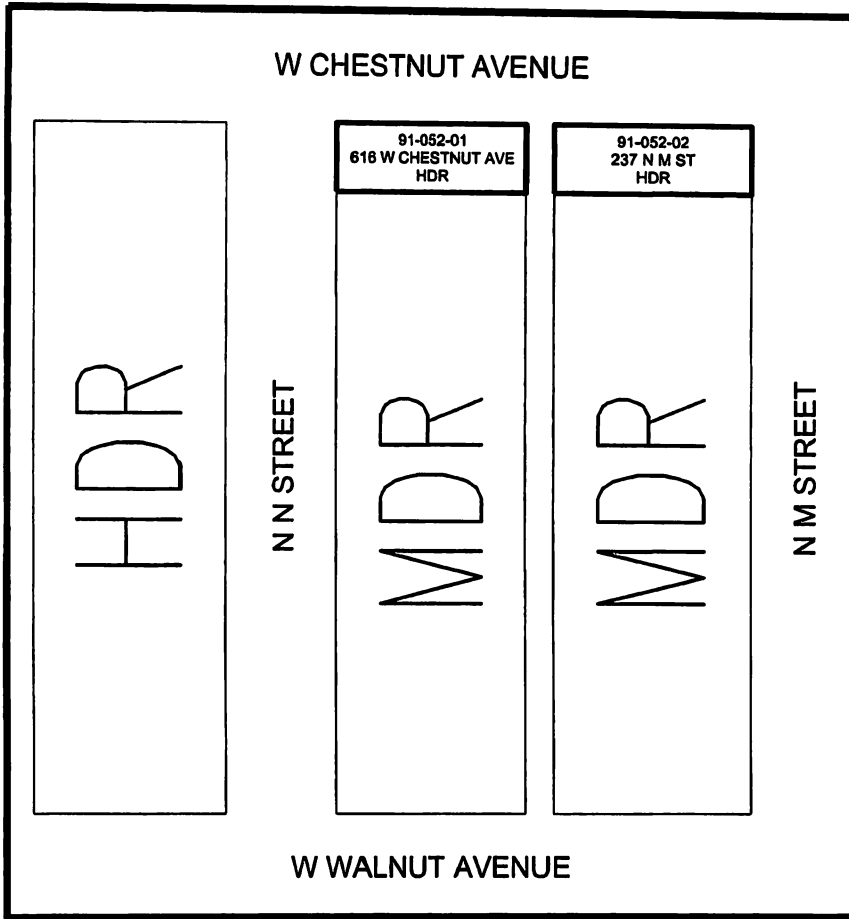 W CHESTNUT AVENUE
91-052-01
616 W CHESTNUT AVE
HDR
91-052-02
237 N M ST
HDR
HDR
N N STREET
MDR
MDR
N M STREET
W WALNUT AVENUE